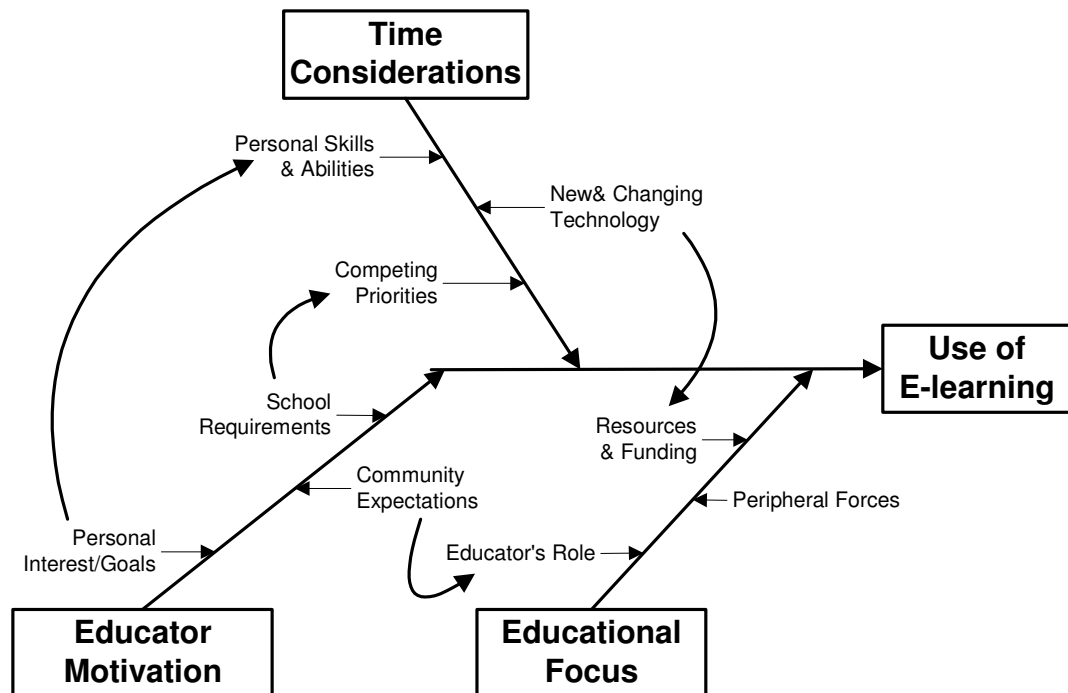 Time
Considerations
Personal Skills
& Abilities
New& Changing
Technology
Competing
Priorities
Use of
E-learning
School
Requirements
Resources
& Funding
Community
Expectations
Peripheral Forces
Personal
Interest/Goals
Educator's Role
Educator
Motivation
Educational
Focus